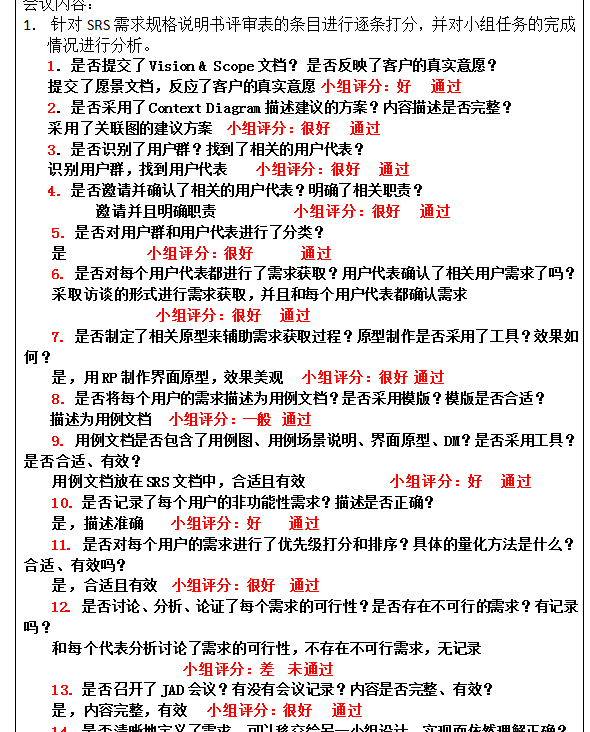 会议内容：
1. 针对 SRS 需求规格说明书评审表的条目进行逐条打分，并对小组任务的完成
情况进行分析。
1. 是否提交了 Vision & Scope 文档？ 是否反映了客户的真实意愿？
提交了愿景文档，反应了客户的真实意愿 小组评分：好 通过
2. 是否采用了 Context Diagram 描述建议的方案？内容描述是否完整？
采用了关联图的建议方案 小组评分：很好 通过
3. 是否识别了用户群？找到了相关的用户代表？
识别用户群，找到用户代表 小组评分：很好 通过
4. 是否邀请并确认了相关的用户代表？明确了相关职责？
邀请并且明确职责 小组评分：很好 通过
5. 是否对用户群和用户代表进行了分类？
是 小组评分：很好 通过
6. 是否对每个用户代表都进行了需求获取？用户代表确认了相关用户需求了吗？
采取访谈的形式进行需求获取，并且和每个用户代表都确认需求
小组评分：很好 通过
7. 是否制定了相关原型来辅助需求获取过程？原型制作是否采用了工具？效果如
何？
是，用 RP 制作界面原型，效果美观 小组评分：很好 通过
8. 是否将每个用户的需求描述为用例文档？是否采用模版？模版是否合适？
描述为用例文档 小组评分：一般 通过
9. 用例文档是否包含了用例图、用例场景说明、界面原型、DM？是否采用工具？
是否合适、有效？
用例文档放在 SRS 文档中，合适且有效 小组评分：好 通过
10. 是否记录了每个用户的非功能性需求？描述是否正确？
是，描述准确 小组评分：好 通过
11. 是否对每个用户的需求进行了优先级打分和排序？具体的量化方法是什么？
合适、有效吗？
是，合适且有效 小组评分：很好 通过
12. 是否讨论、分析、论证了每个需求的可行性？是否存在不可行的需求？有记录
吗？
和每个代表分析讨论了需求的可行性，不存在不可行需求，无记录
小组评分：差 未通过
13. 是否召开了 JAD 会议？有没有会议记录？内容是否完整、有效？
是，内容完整，有效 小组评分：很好 通过
14. 是否清晰地定义了需求，可以移交给另一小组设计、实现而依然理解正确？